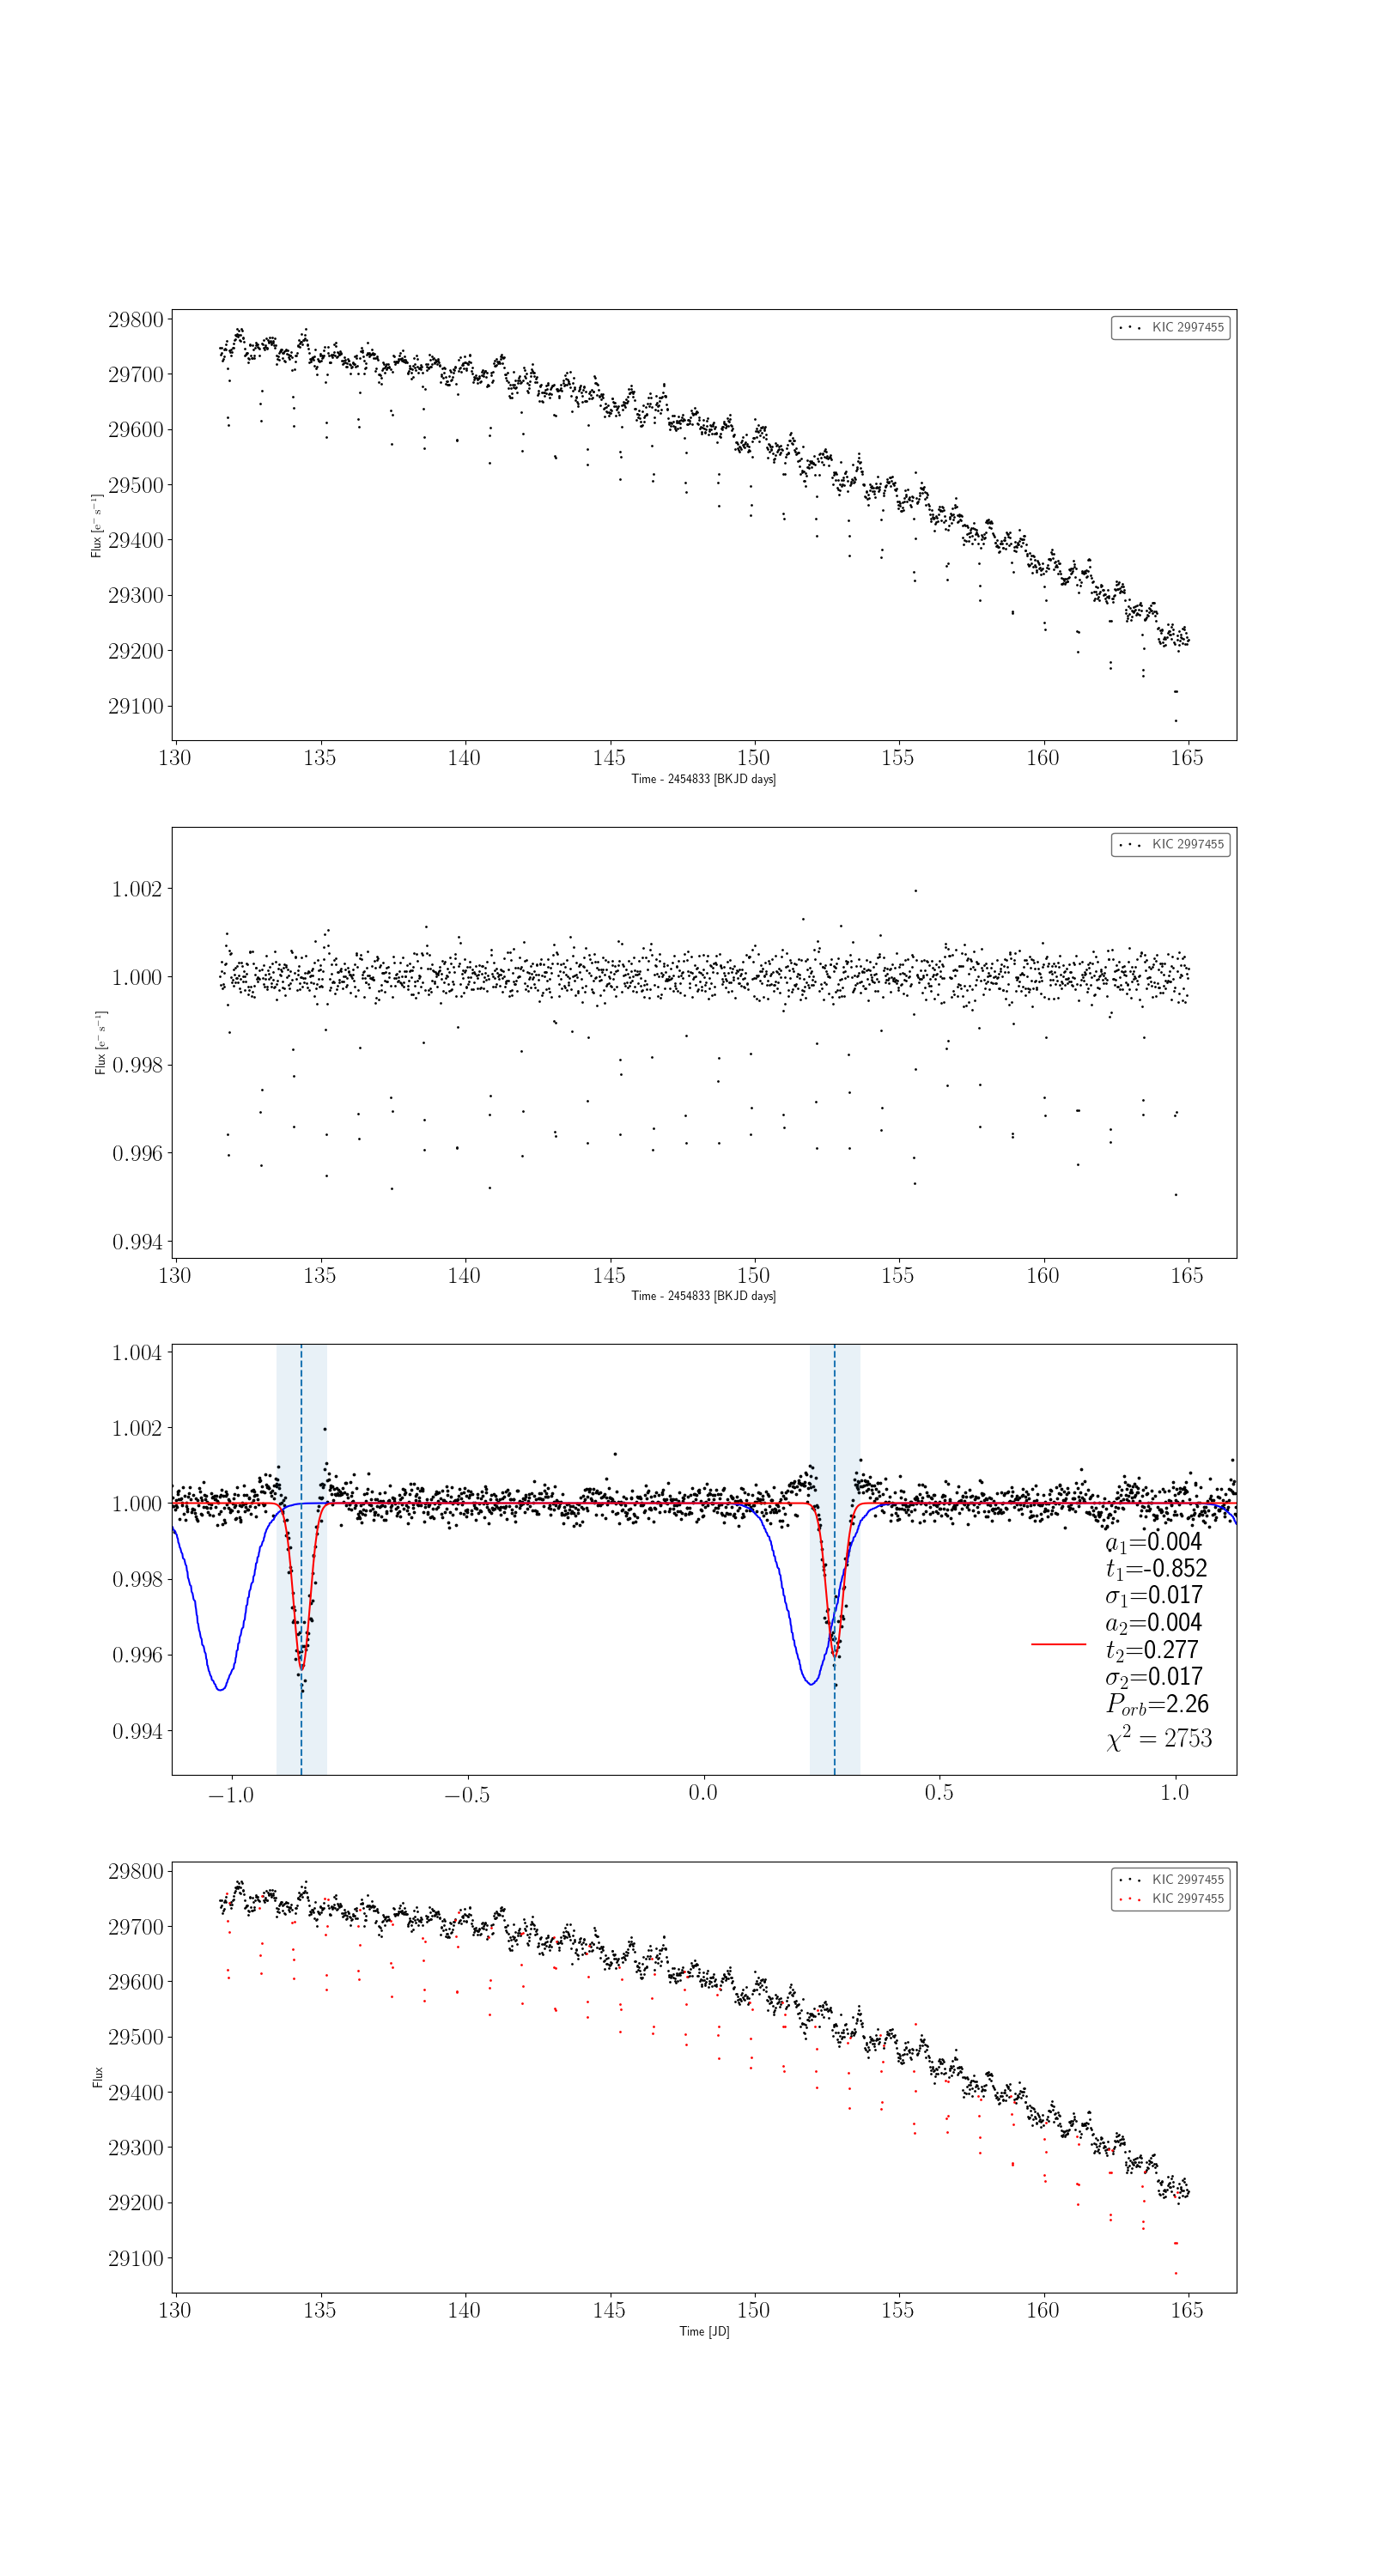 KIC 2997455
29800
29700
29600
29500
29400
29300
29200
29100
Flux [e⁻ s⁻¹]
130 135 140 145 150 155 160 165
Time - 2454833 [BKJD days]
KIC 2997455
1.002
1.000
0.998
0.996
0.994
Flux [e⁻ s⁻¹]
130 135 140 145 150 155 160 165
Time - 2454833 [BKJD days]
1.004
1.002
1.000
0.998
0.996
0.994
a₁=0.004
t₁=-0.852
σ₁=0.017
a₂=0.004
t₂=0.277
σ₂=0.017
P_orb=2.26
χ² = 2753
−1.0 −0.5 0.0 0.5 1.0
KIC 2997455
KIC 2997455
29800
29700
29600
29500
29400
29300
29200
29100
Flux
130 135 140 145 150 155 160 165
Time [JD]